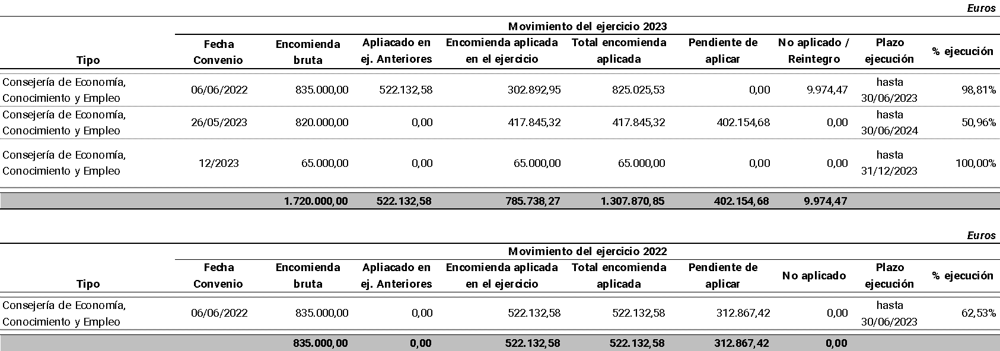 Euros
Movimiento del ejercicio 2023
Tipo Fecha Convenio Encomienda bruta Apliacado en ej. Anteriores Encomienda aplicada en el ejercicio Total encomienda aplicada Pendiente de aplicar No aplicado / Reintegro Plazo ejecución % ejecución
Consejería de Economía, Conocimiento y Empleo 06/06/2022 835.000,00 522.132,58 302.892,95 825.025,53 0,00 9.974,47 hasta 30/06/2023 98,81%
Consejería de Economía, Conocimiento y Empleo 26/05/2023 820.000,00 0,00 417.845,32 417.845,32 402.154,68 0,00 hasta 30/06/2024 50,96%
Consejería de Economía, Conocimiento y Empleo 12/2023 65.000,00 0,00 65.000,00 65.000,00 0,00 0,00 hasta 31/12/2023 100,00%
1.720.000,00 522.132,58 785.738,27 1.307.870,85 402.154,68 9.974,47
Euros
Movimiento del ejercicio 2022
Tipo Fecha Convenio Encomienda bruta Apliacado en ej. Anteriores Encomienda aplicada en el ejercicio Total encomienda aplicada Pendiente de aplicar No aplicado Plazo ejecución % ejecución
Consejería de Economía, Conocimiento y Empleo 06/06/2022 835.000,00 0,00 522.132,58 522.132,58 312.867,42 0,00 hasta 30/06/2023 62,53%
835.000,00 0,00 522.132,58 522.132,58 312.867,42 0,00